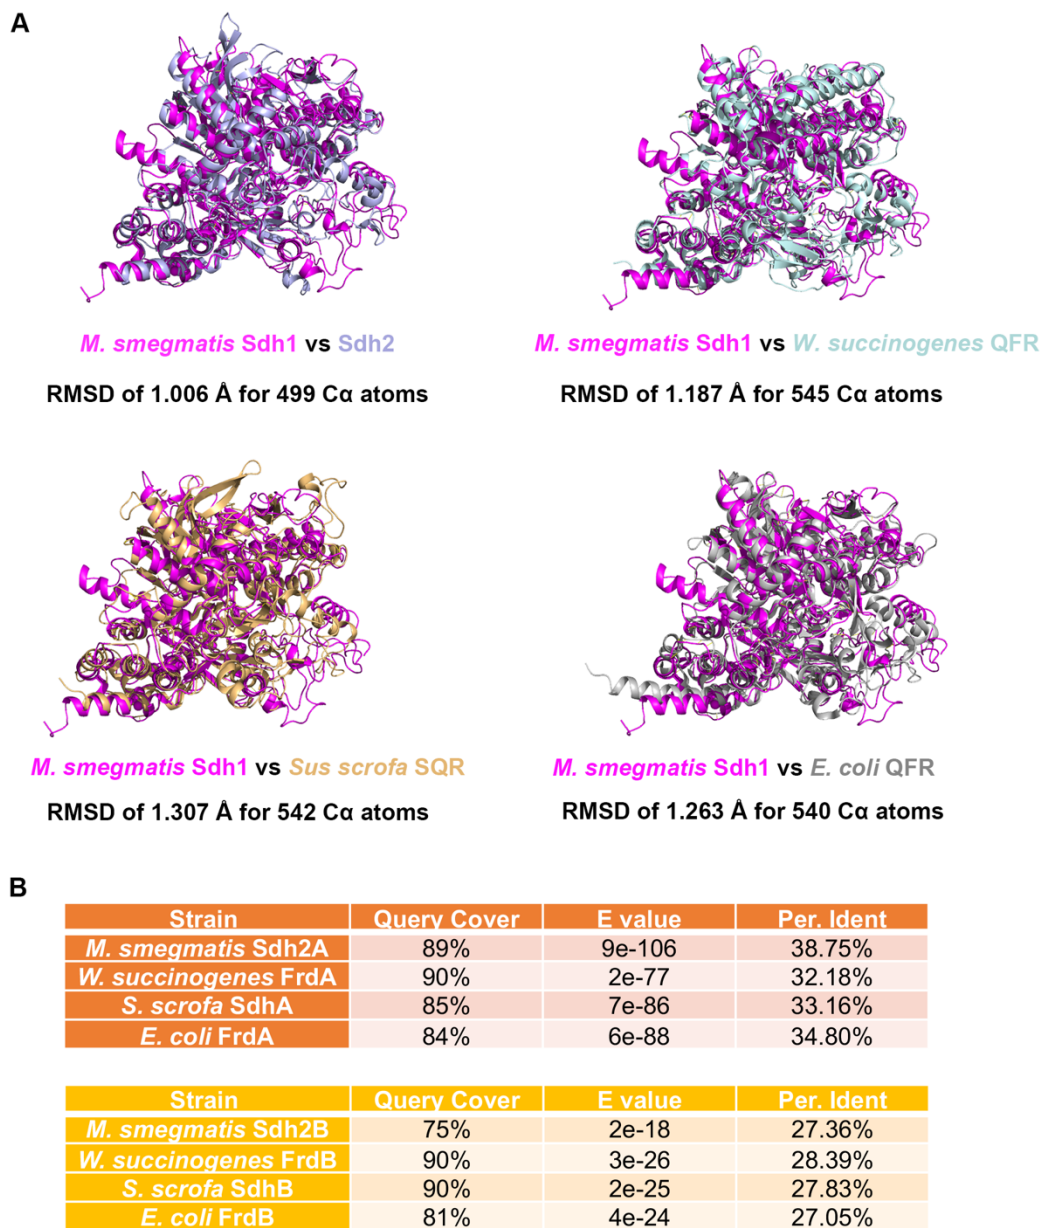 A
M. smegmatis Sdh1 vs Sdh2
RMSD of 1.006 Å for 499 Cα atoms
M. smegmatis Sdh1 vs W. succinogenes QFR
RMSD of 1.187 Å for 545 Cα atoms
M. smegmatis Sdh1 vs Sus scrofa SQR
RMSD of 1.307 Å for 542 Cα atoms
M. smegmatis Sdh1 vs E. coli QFR
RMSD of 1.263 Å for 540 Cα atoms
B
Strain Query Cover E value Per. Ident
M. smegmatis Sdh2A 89% 9e-106 38.75%
W. succinogenes FrdA 90% 2e-77 32.18%
S. scrofa SdhA 85% 7e-86 33.16%
E. coli FrdA 84% 6e-88 34.80%
Strain Query Cover E value Per. Ident
M. smegmatis Sdh2B 75% 2e-18 27.36%
W. succinogenes FrdB 90% 3e-26 28.39%
S. scrofa SdhB 90% 2e-25 27.83%
E. coli FrdB 81% 4e-24 27.05%